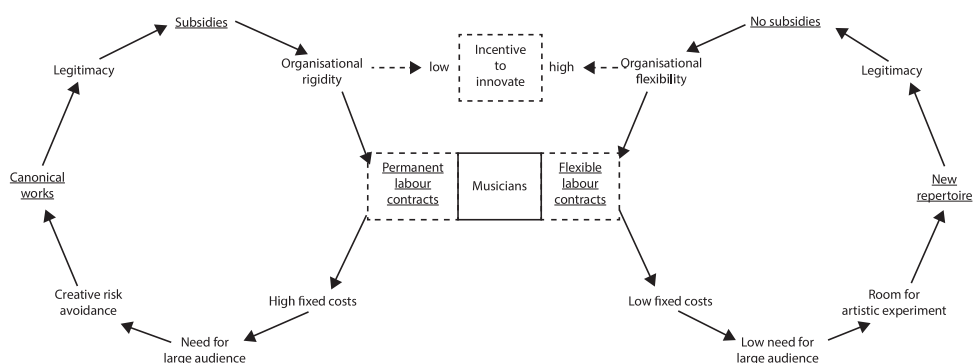 Subsidies
No subsidies
Legitimacy
Organisational
rigidity
low
Incentive
to
innovate
high
Organisational
flexibility
Legitimacy
Canonical
works
Permanent
labour
contracts
Musicians
Flexible
labour
contracts
New
repertoire
Creative risk
avoidance
High fixed costs
Low fixed costs
Room for
artistic experiment
Need for
large audience
Low need for
large audience